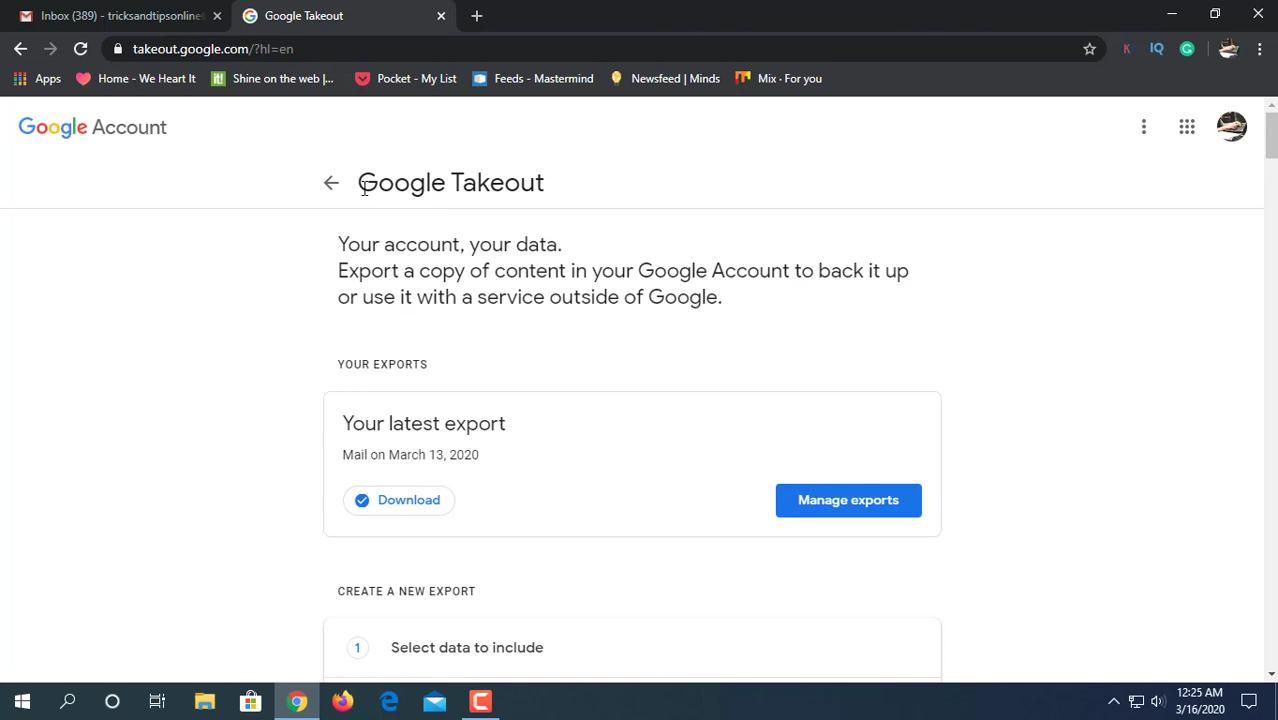 Inbox (389) - tricksandtipsonline
Google Takeout
takeout.google.com/?hl=en
K
IQ
G
Apps
Home - We Heart It
it!
Shine on the web |...
Pocket - My List
Feeds - Mastermind
Newsfeed | Minds
Mix · For you
Google Account
Google Takeout
Your account, your data.
Export a copy of content in your Google Account to back it up
or use it with a service outside of Google.
YOUR EXPORTS
Your latest export
Mail on March 13, 2020
Download
Manage exports
CREATE A NEW EXPORT
1
Select data to include
12:25 AM
3/16/2020